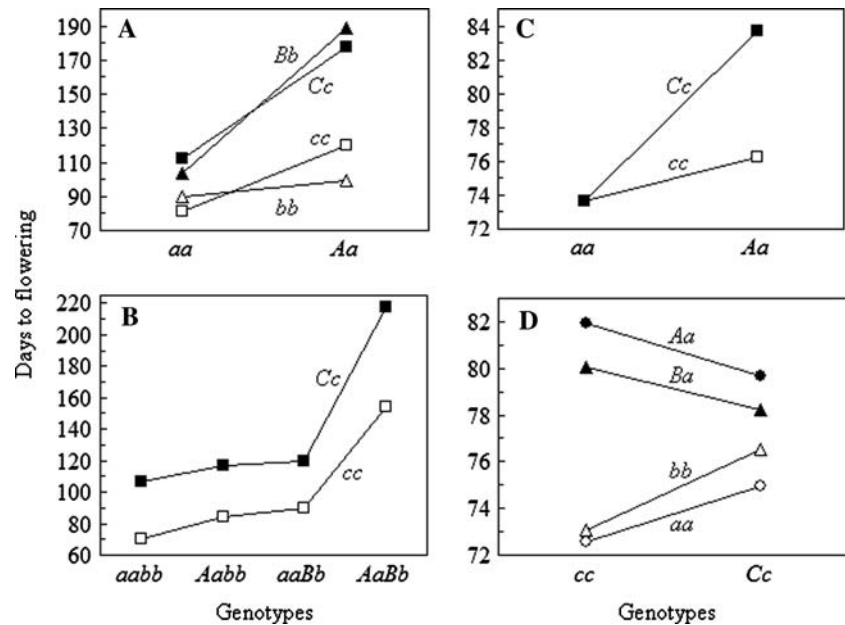 A
190
170
150
130
110
90
70
Bb
Cc
cc
bb
aa Aa
C
84
82
80
78
76
74
72
Cc
cc
aa Aa
Days to flowering
B
220
200
180
160
140
120
100
80
60
Cc
cc
aabb Aabb aaBb AaBb
Genotypes
D
82
80
78
76
74
72
Aa
Ba
bb
aa
cc Cc
Genotypes